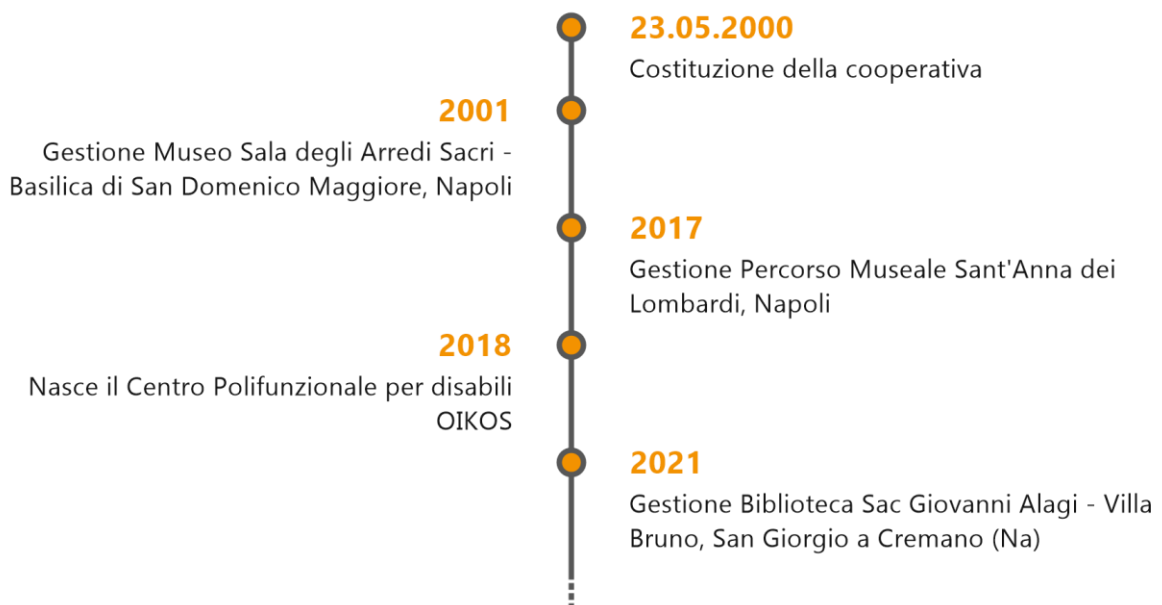 23.05.2000
Costituzione della cooperativa
2001
Gestione Museo Sala degli Arredi Sacri -
Basilica di San Domenico Maggiore, Napoli
2017
Gestione Percorso Museale Sant'Anna dei
Lombardi, Napoli
2018
Nasce il Centro Polifunzionale per disabili
OIKOS
2021
Gestione Biblioteca Sac Giovanni Alagi - Villa
Bruno, San Giorgio a Cremano (Na)